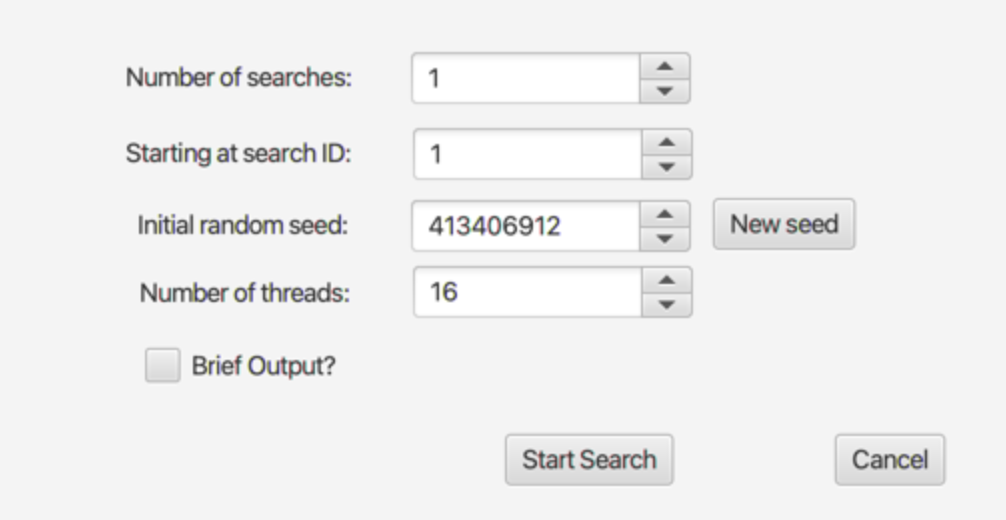 Number of searches: 1
Starting at search ID: 1
Initial random seed: 413406912 New seed
Number of threads: 16
Brief Output?
Start Search Cancel